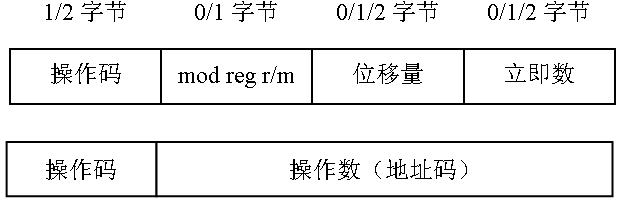 1/2 字节 0/1 字节 0/1/2 字节 0/1/2 字节
操作码 mod reg r/m 位移量 立即数
操作码 操作数（地址码）